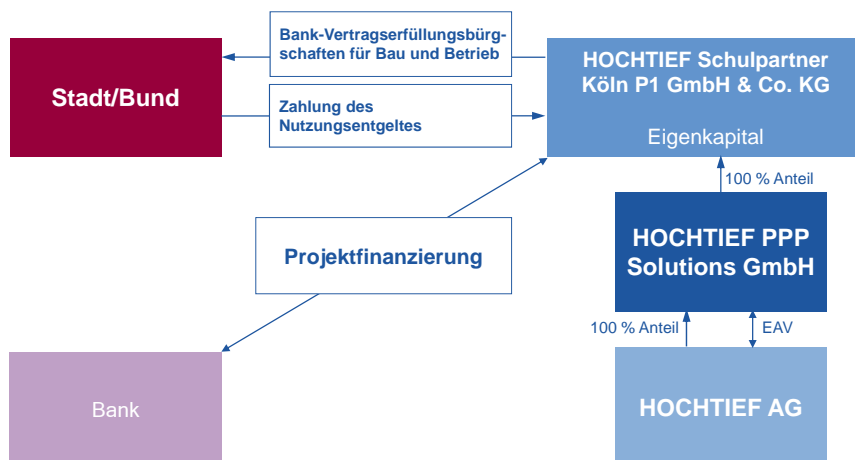 Bank-Vertragserfüllungsbürg-
schaften für Bau und Betrieb
Stadt/Bund
Zahlung des
Nutzungsentgeltes
HOCHTIEF Schulpartner
Köln P1 GmbH & Co. KG
Eigenkapital
100 % Anteil
Projektfinanzierung
HOCHTIEF PPP
Solutions GmbH
100 % Anteil
EAV
Bank
HOCHTIEF AG